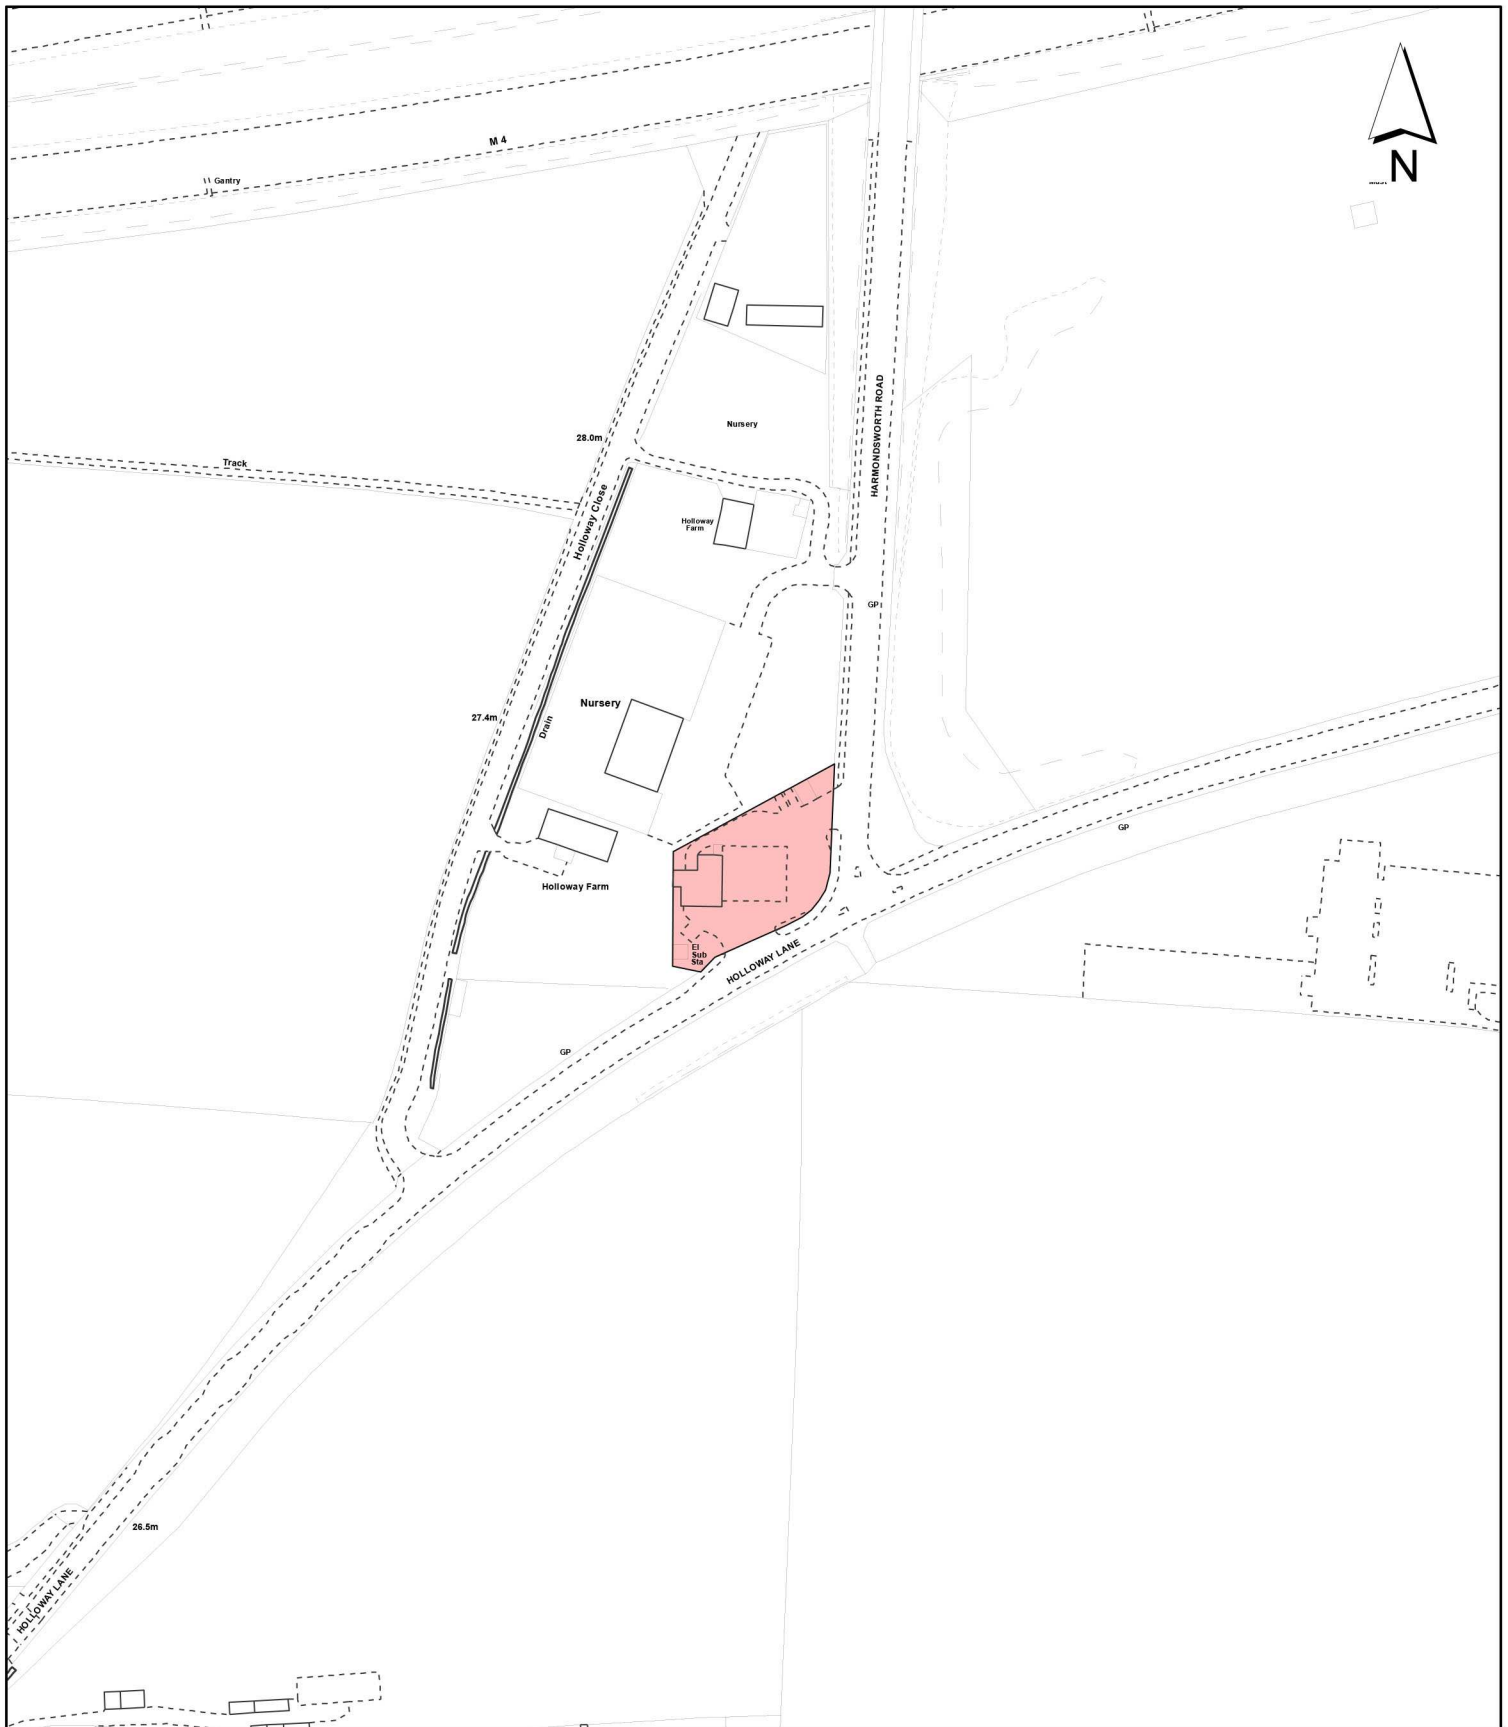 M 4
Gantry
N
28.0m
Nursery
HARMONDSWORTH ROAD
Track
Holloway Close
Holloway
Farm
GP
Nursery
27.4m
Drain
GP
Holloway Farm
El
Sub
Sta
HOLLOWAY LANE
GP
26.5m
HOLLOWAY LANE